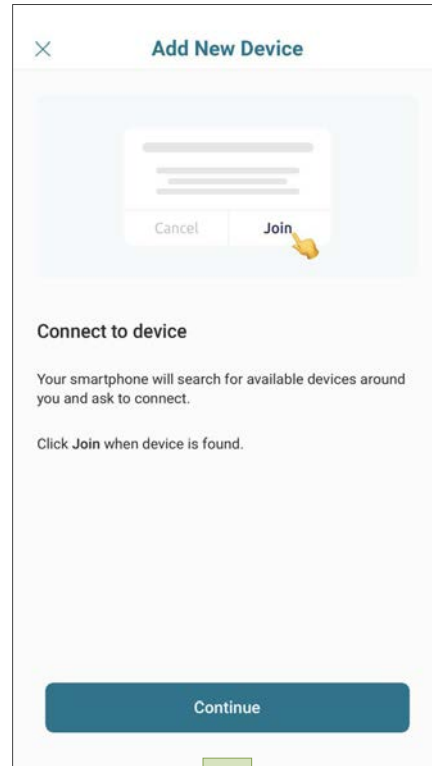 Add New Device
Cancel
Join
Connect to device
Your smartphone will search for available devices around
you and ask to connect.
Click Join when device is found.
Continue